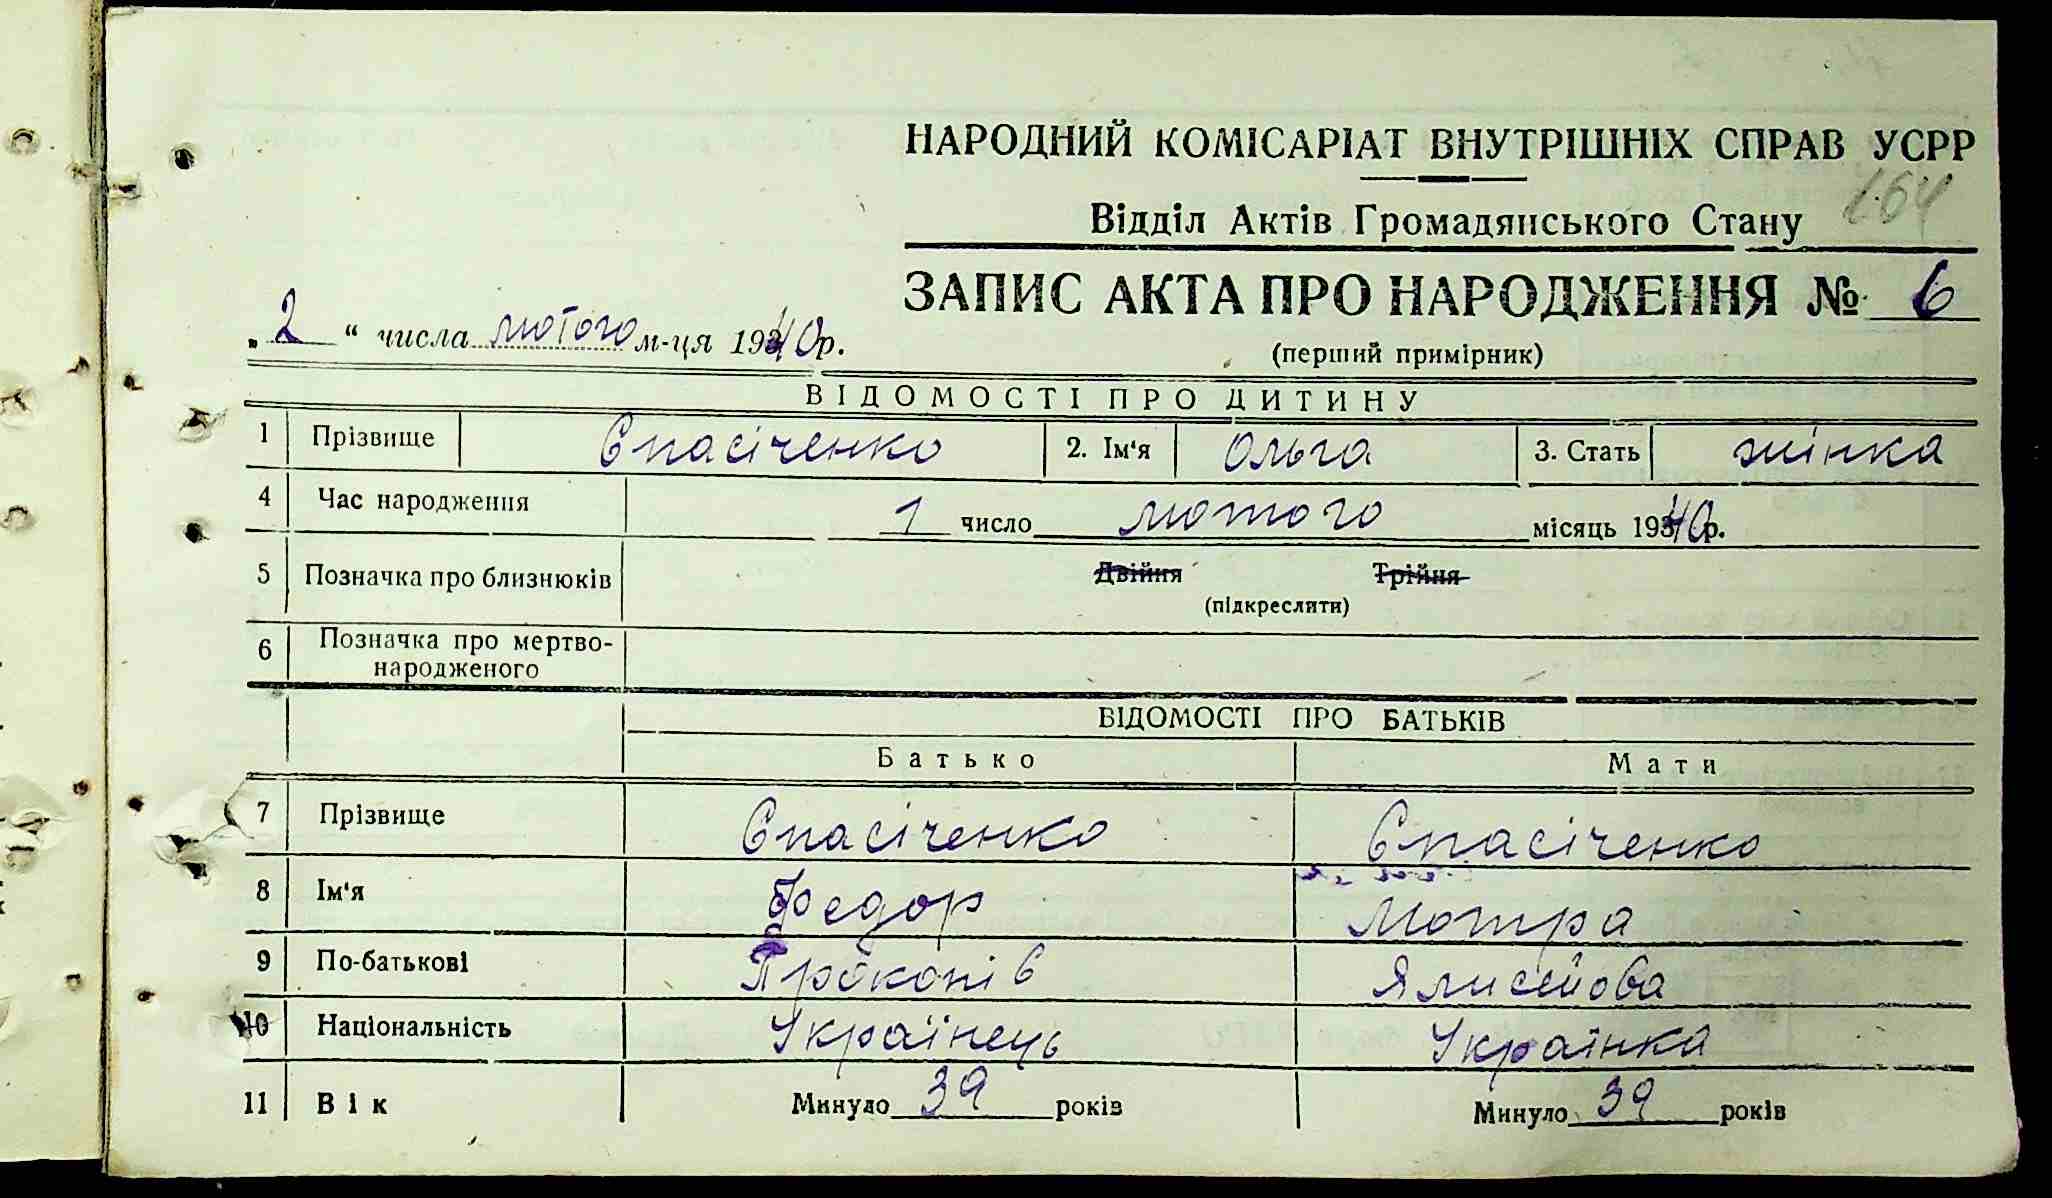 НАРОДНИЙ КОМІСАРІАТ ВНУТРІШНІХ СПРАВ УСРР
164
Відділ Актів Громадянського Стану
ЗАПИС АКТА ПРО НАРОДЖЕННЯ № 6
„2“ числа лютого м-ця 1940 р.
(перший примірник)
ВІДОМОСТІ ПРО ДИТИНУ
1 Прізвище Спасіченко 2. Ім'я Ольга 3. Стать жінка
4 Час народження 1 число лютого місяць 1940 р.
5 Позначка про близнюків Двійня Трійня
(підкреслити)
6 Позначка про мертво-
народженого
ВІДОМОСТІ ПРО БАТЬКІВ
Батько Мати
7 Прізвище Спасіченко Спасіченко
8 Ім'я Федор Мотра
9 По-батькові Прокопів Ялисейова
10 Національність Українець Українка
11 Вік Минуло 39 років Минуло 39 років